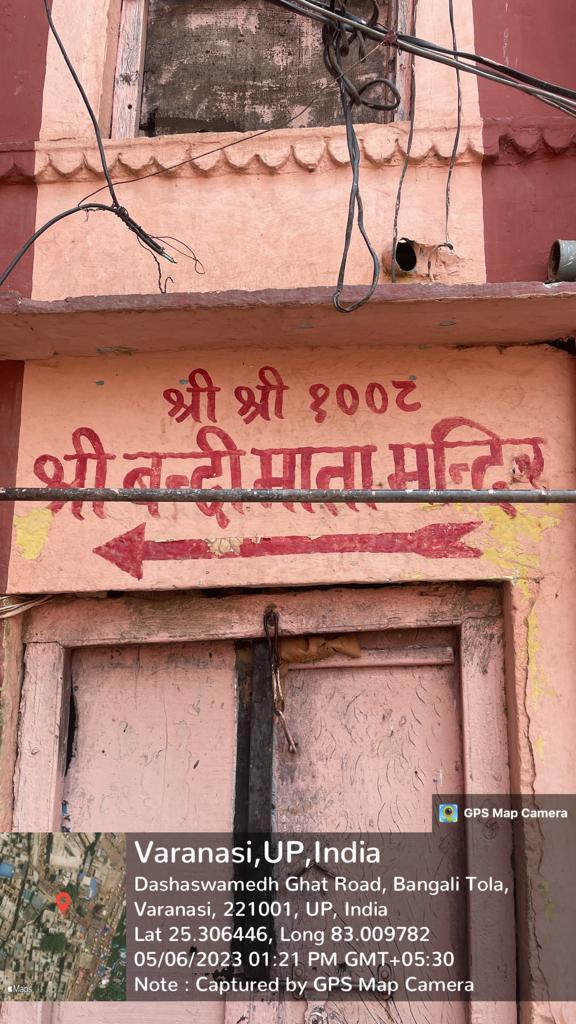 श्री श्री १००८
श्री बन्दी माता मन्दिर
GPS Map Camera
Varanasi,UP,India
Dashaswamedh Ghat Road, Bangali Tola,
Varanasi, 221001, UP, India
Lat 25.306446, Long 83.009782
05/06/2023 01:21 PM GMT+05:30
Note : Captured by GPS Map Camera
Maps